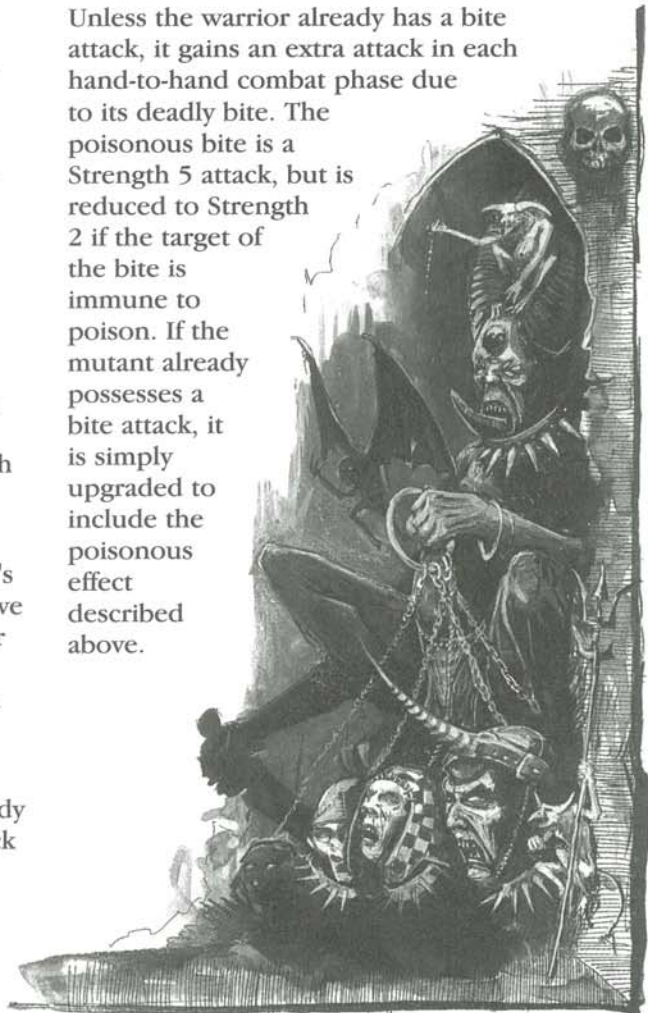 Unless the warrior already has a bite
attack, it gains an extra attack in each
hand-to-hand combat phase due
to its deadly bite. The
poisonous bite is a
Strength 5 attack, but is
reduced to Strength
2 if the target of
the bite is
immune to
poison. If the
mutant already
possesses a
bite attack, it
is simply
upgraded to
include the
poisonous
effect
described
above.